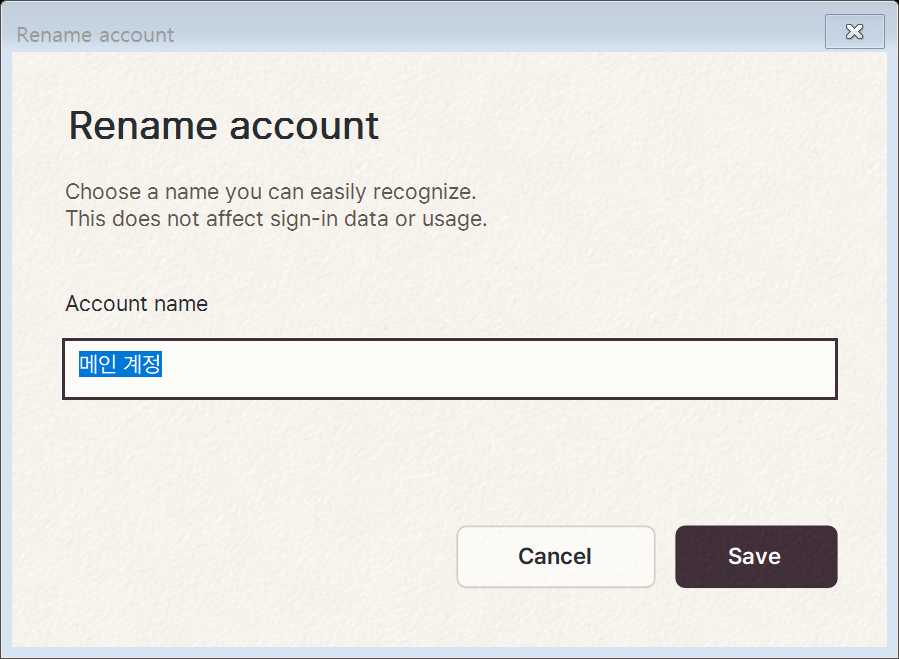 Rename account
Rename account
Choose a name you can easily recognize.
This does not affect sign-in data or usage.
Account name
메인 계정
Cancel
Save